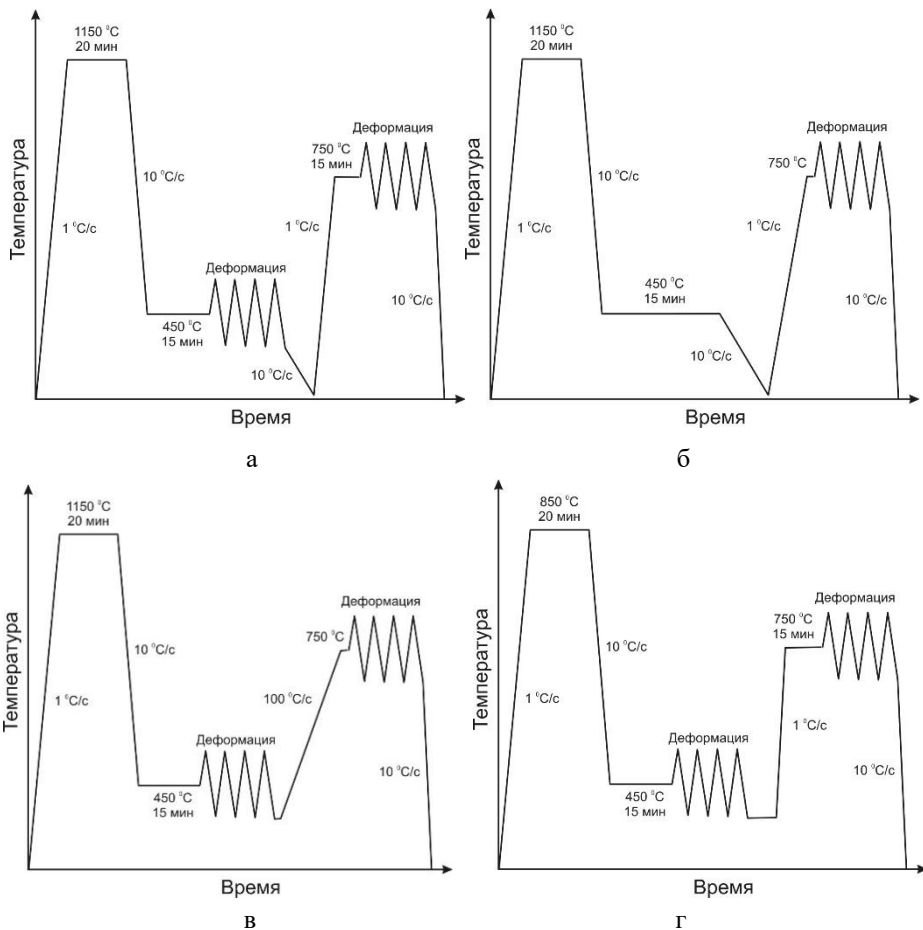 1150 °C
20 мин
Температура
1 °C/с
10 °C/с
450 °C
15 мин
Деформация
10 °C/с
1 °C/с
750 °C
15 мин
Деформация
10 °C/с
Время
а
1150 °C
20 мин
Температура
1 °C/с
10 °C/с
450 °C
15 мин
10 °C/с
1 °C/с
750 °C
Деформация
10 °C/с
Время
б
1150 °C
20 мин
Температура
1 °C/с
10 °C/с
450 °C
15 мин
Деформация
100 °C/с
750 °C
Деформация
10 °C/с
Время
в
850 °C
20 мин
Температура
1 °C/с
10 °C/с
450 °C
15 мин
Деформация
1 °C/с
750 °C
15 мин
Деформация
10 °C/с
Время
г